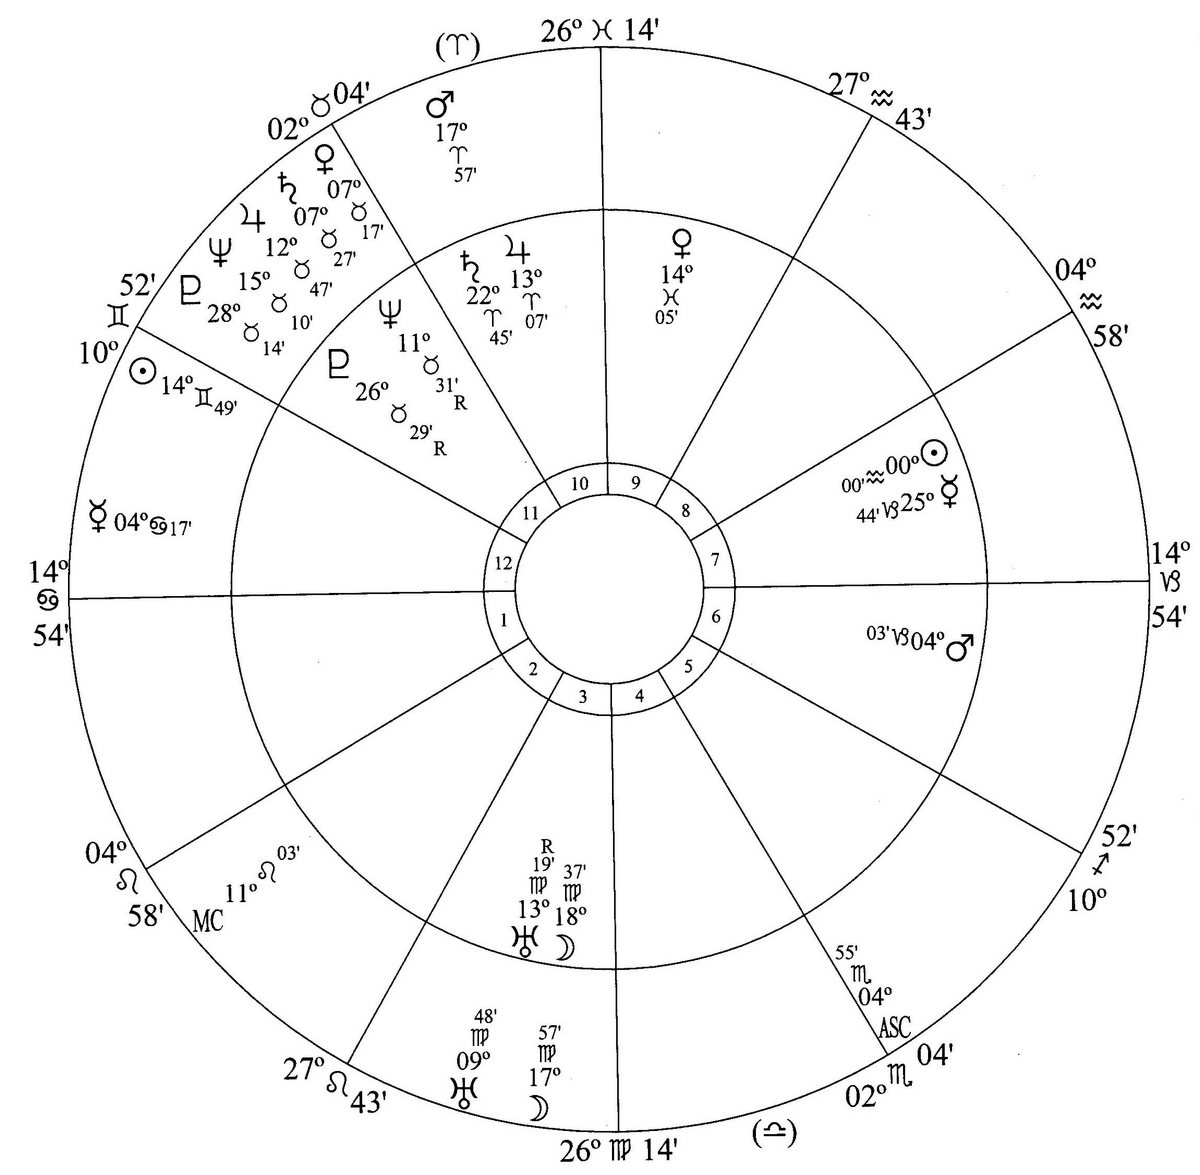 26° ♓ 14'
(♈)
27° ♒ 43'
02° ♉ 04'
♂ 17° ♈ 57'
♀ 07° ♉ 17'
♄ 07° ♉ 27'
♃ 12° ♉ 47'
♆ 15° ♉ 10'
♇ 28° ♉ 14'
♄ 22° ♈ 45'
♃ 13° ♈ 07'
♀ 14° ♓ 05'
04° ♒ 58'
52' ♊ 10°
♆ 11° ♉ 31' R
♇ 26° ♉ 29' R
☉ 14° ♊ 49'
00' ♒ 00° ☉
44' ♑ 25° ☿
10 9
11 8
12 7
1 6
2 5
3 4
☿ 04° ♋ 17'
14° ♋ 54'
14° ♑ 54'
03' ♑ 04° ♂
04° ♌ 58'
MC 11° ♌ 03'
R 19' ♍ 13° ♅
37' ♍ 18° ☽
52' ♐ 10°
55' ♏ 04° ASC
48' ♍ 09° ♅
57' ♍ 17° ☽
27° ♌ 43'
02° ♏ 04'
26° ♍ 14'
(♎)